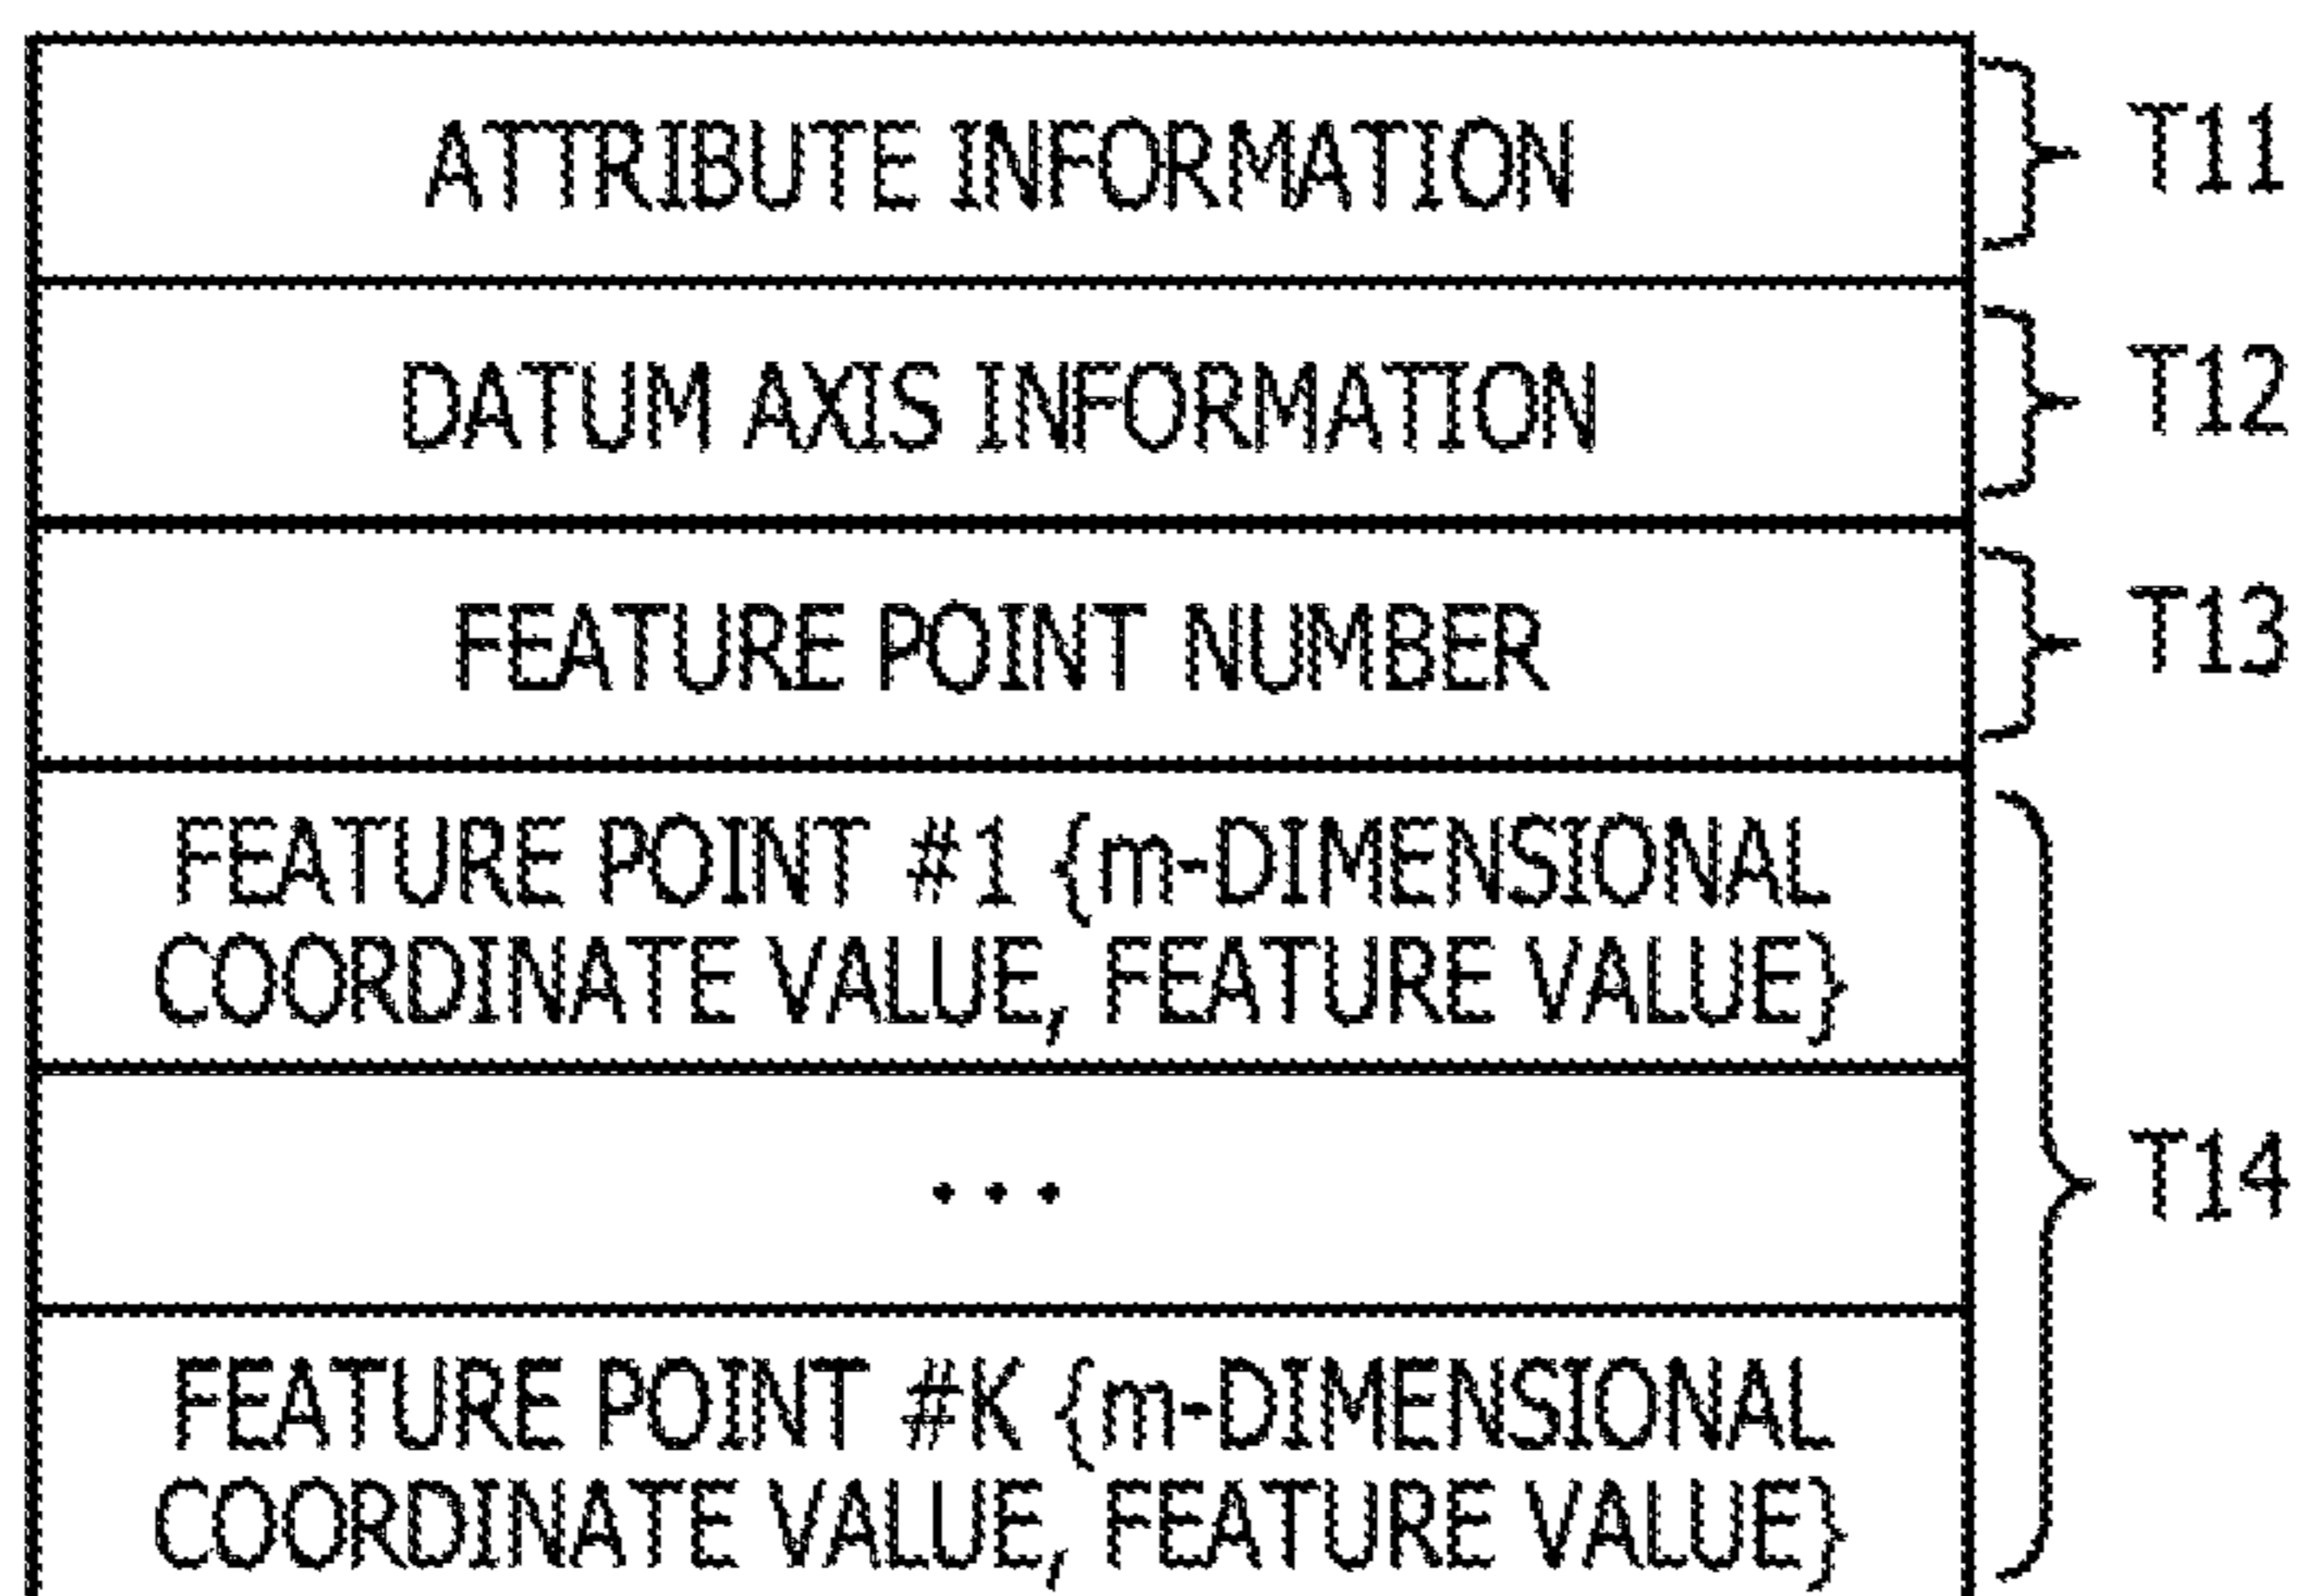 ATTRIBUTE INFORMATION
T11
DATUM AXIS INFORMATION
T12
FEATURE POINT NUMBER
T13
FEATURE POINT #1 {m-DIMENSIONAL
COORDINATE VALUE, FEATURE VALUE}
...
T14
FEATURE POINT #K {m-DIMENSIONAL
COORDINATE VALUE, FEATURE VALUE}